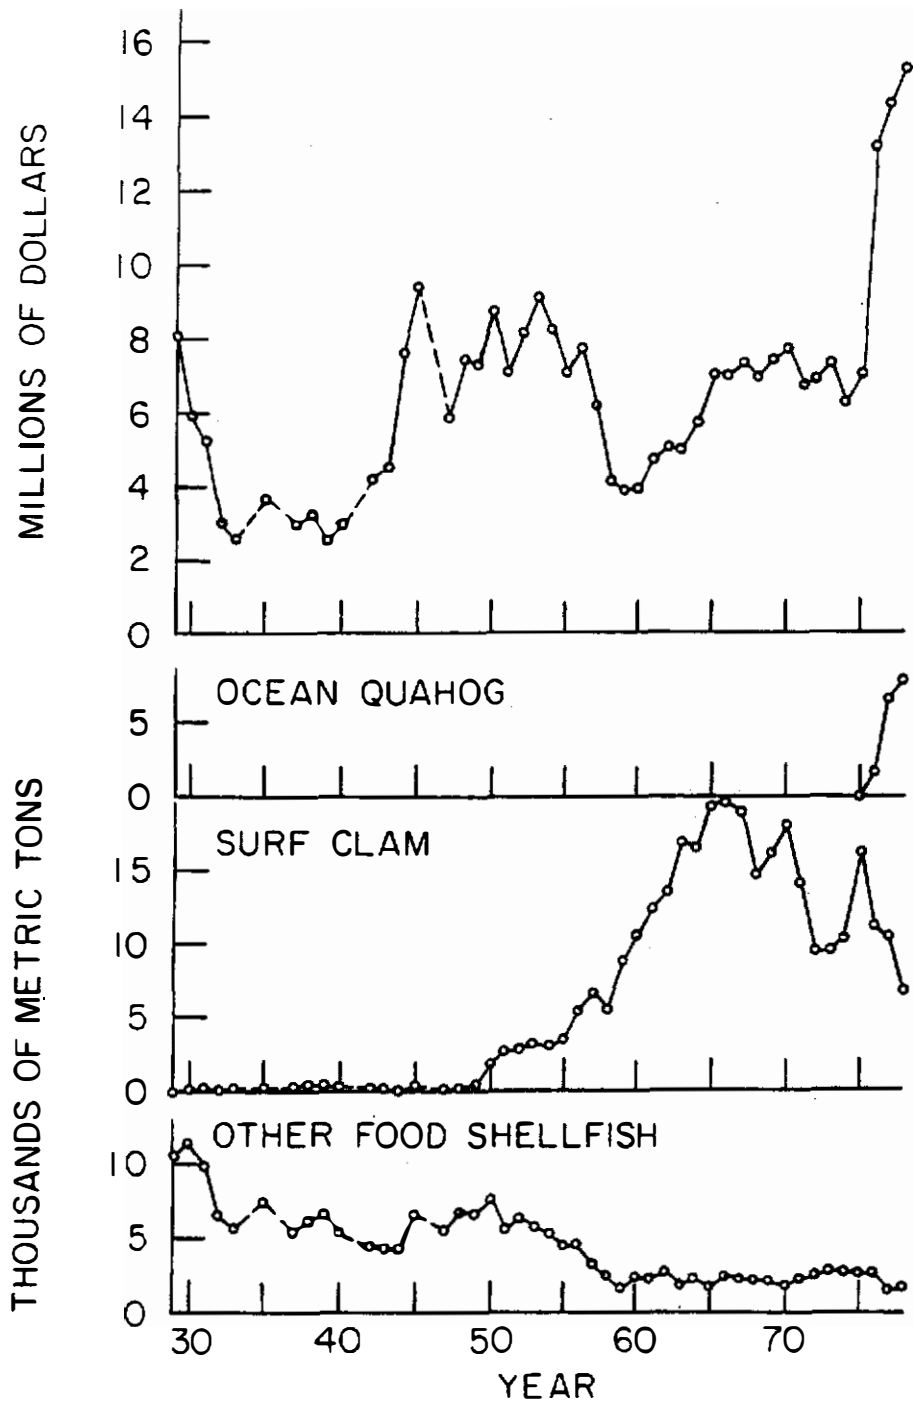 MILLIONS OF DOLLARS
16
14
12
10
8
6
4
2
0
THOUSANDS OF METRIC TONS
OCEAN QUAHOG
5
0
SURF CLAM
15
10
5
0
OTHER FOOD SHELLFISH
10
5
0
30 40 50 60 70
YEAR